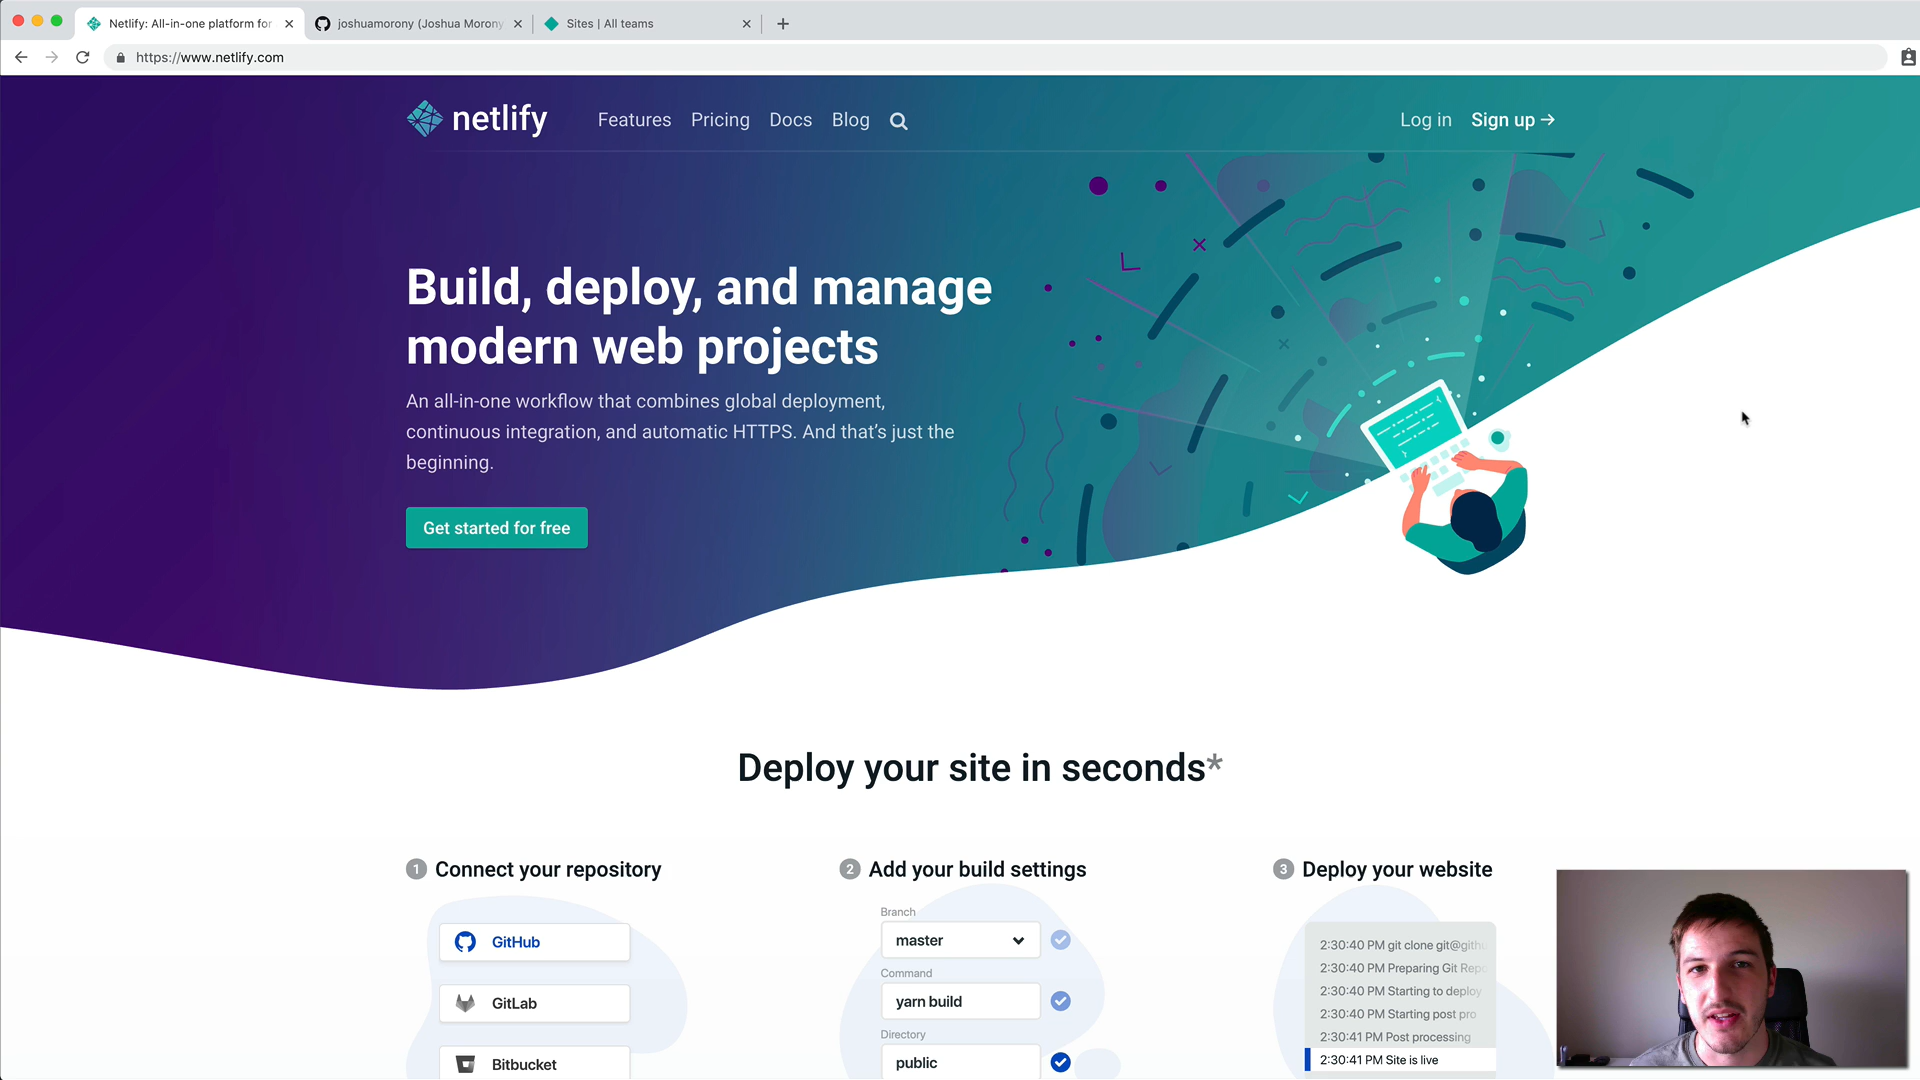 Netlify: All-in-one platform for
joshuamorony (Joshua Morony
Sites | All teams
https://www.netlify.com
netlify
Features
Pricing
Docs
Blog
Log in
Sign up →
Build, deploy, and manage
modern web projects
An all-in-one workflow that combines global deployment,
continuous integration, and automatic HTTPS. And that’s just the
beginning.
Get started for free
Deploy your site in seconds*
1 Connect your repository
GitHub
GitLab
Bitbucket
2 Add your build settings
Branch
master
Command
yarn build
Directory
public
3 Deploy your website
2:30:40 PM git clone git@githu
2:30:40 PM Preparing Git Repo
2:30:40 PM Starting to deploy
2:30:40 PM Starting post pro
2:30:41 PM Post processing
2:30:41 PM Site is live